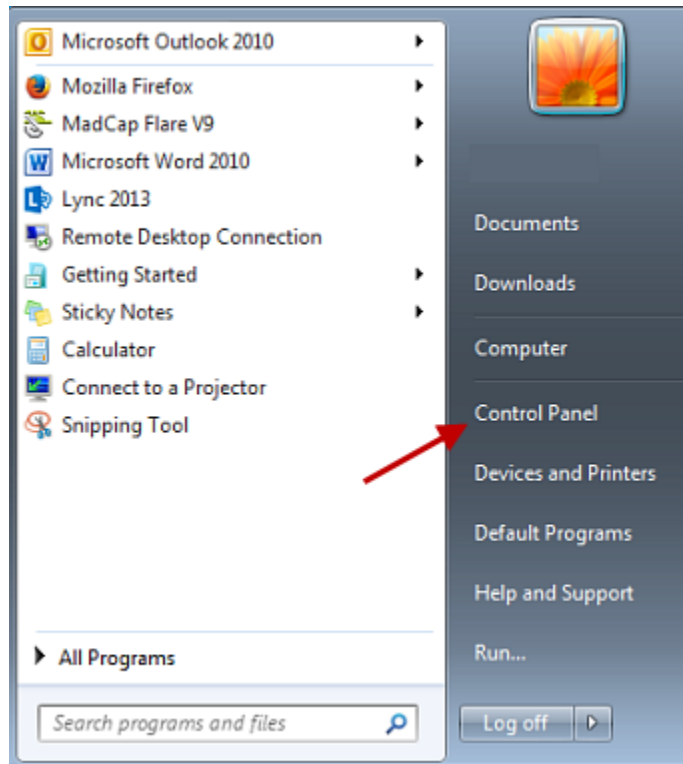 Microsoft Outlook 2010
Mozilla Firefox
MadCap Flare V9
Microsoft Word 2010
Lync 2013
Remote Desktop Connection
Getting Started
Sticky Notes
Calculator
Connect to a Projector
Snipping Tool
All Programs
Search programs and files
Documents
Downloads
Computer
Control Panel
Devices and Printers
Default Programs
Help and Support
Run...
Log off